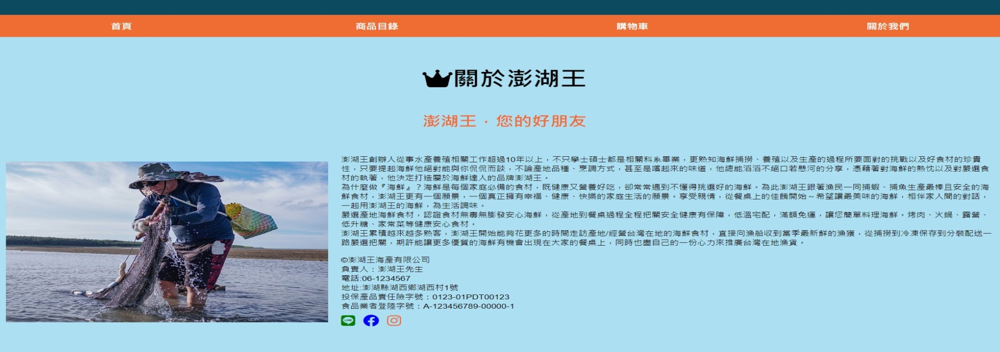 首頁
商品目錄
購物車
關於我們
關於澎湖王
澎湖王．您的好朋友
澎湖王創辦人從事水產養殖相關工作超過10年以上，不只學士碩士都是相關科系畢業，更熟知海鮮捕撈、養殖以及生產的過程所要面對的挑戰以及好食材的珍貴
性，只要提起海鮮他絕對能與你侃侃而談，不論產地品種、烹調方式，甚至是嚐起來的味道，他總能滔滔不絕口若懸河的分享，憑藉著對海鮮的熱忱以及對嚴選食
材的執著，他決定打造屬於海鮮達人的品牌澎湖王。
為什麼做『海鮮』？海鮮是每個家庭必備的食材，既健康又營養好吃，卻常常遇到不懂得挑選好的海鮮。為此澎湖王跟著漁民一同捕蝦、捕魚生產最棒且安全的海
鮮食材，澎湖王更有一個願景，一個真正擁有幸福、健康、快樂的家庭生活的願景。享受親情，從餐桌上的佳餚開始～希望讓最美味的海鮮，相伴家人間的對話，
一起用澎湖王的海鮮，為生活調味。
嚴選產地海鮮食材，認證食材無毒無膨發安心海鮮，從產地到餐桌過程全程把關安全健康有保障，低溫宅配，滿額免運，讓您簡單料理海鮮。烤肉、火鍋、露營、
低升糖、家常菜等健康安心食材。
澎湖王累積越來越多熟客，澎湖王開始能夠花更多的時間走訪產地/經營台灣在地的海鮮食材，直接向漁船收到當季最新鮮的漁獲，從捕撈到冷凍保存到分裝配送一
路嚴選把關，期許能讓更多優質的海鮮有機會出現在大家的餐桌上，同時也盡自己的一份心力來推廣台灣在地漁貨。
©澎湖王海產有限公司
負責人：澎湖王先生
電話:06-1234567
地址:澎湖縣湖西鄉湖西村1號
投保產品責任險字號：0123-01PDT00123
食品業者登陸字號：A-123456789-00000-1
LINE